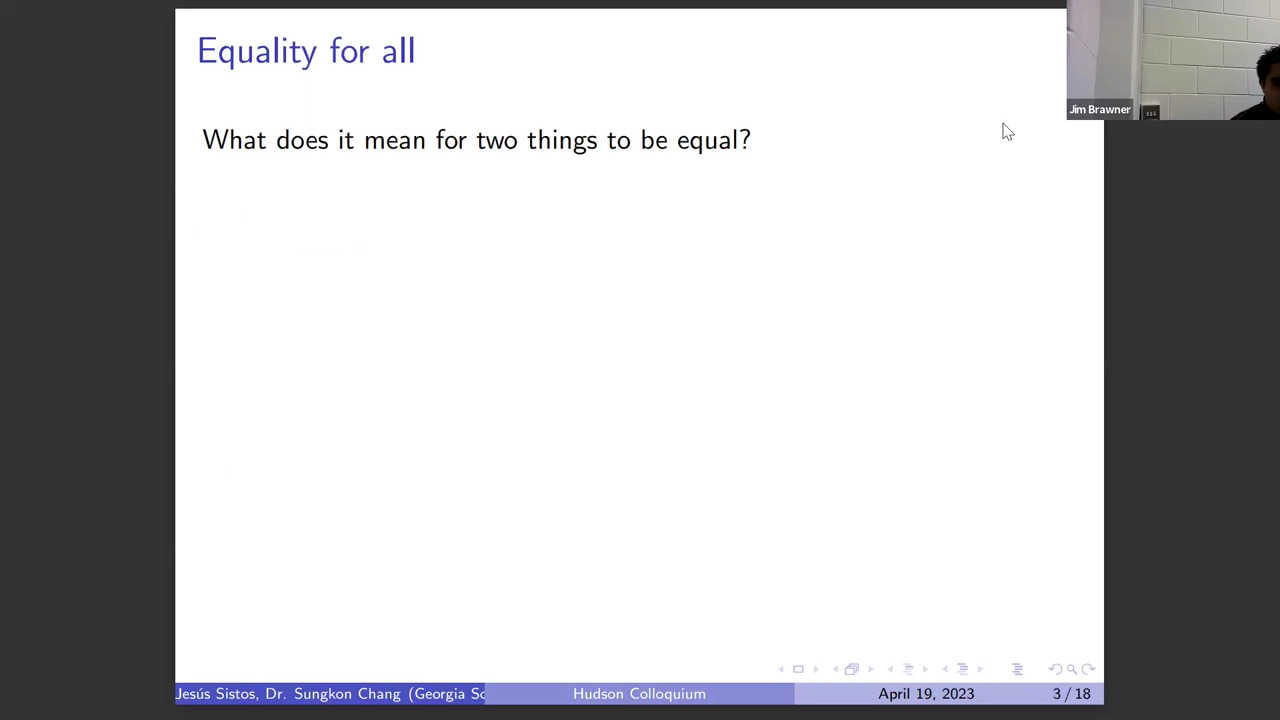 Equality for all
Jim Brawner
What does it mean for two things to be equal?
Jesús Sistos, Dr. Sungkon Chang (Georgia So
Hudson Colloquium
April 19, 2023
3 / 18